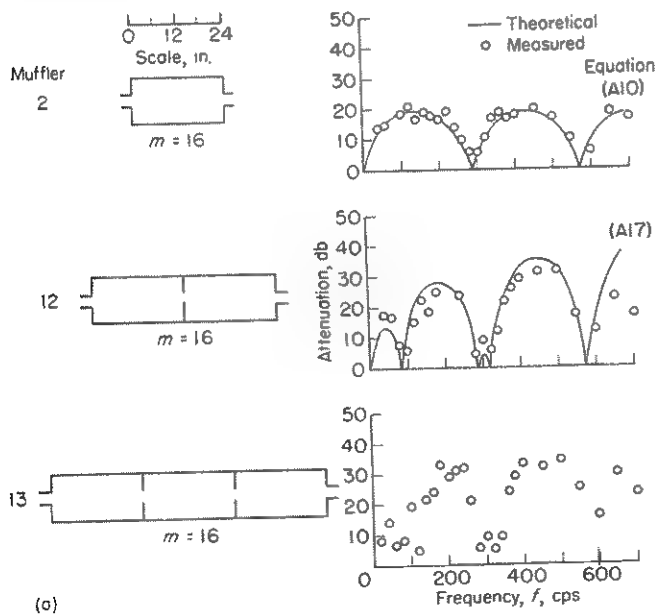 0 12 24
Scale, in.
Muffler
2
m = 16
50
40
30
20
10
0
Theoretical
Measured
Equation
(A10)
12
m = 16
Attenuation, db
50
40
30
20
10
0
(A17)
13
m = 16
50
40
30
20
10
0 200 400 600
Frequency, f, cps
(a)